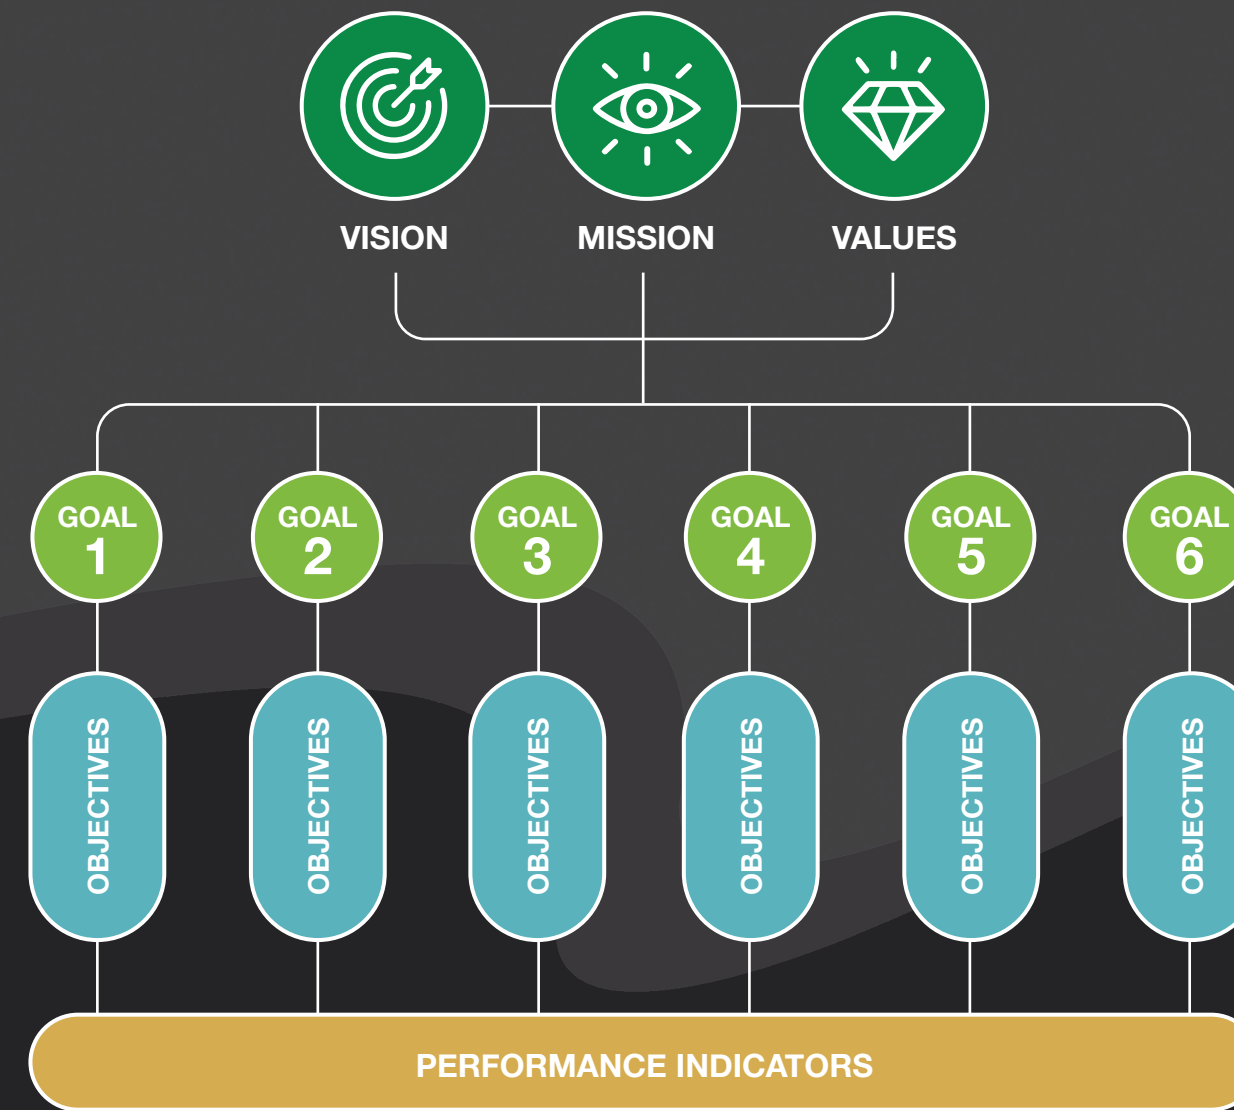 VISION
MISSION
VALUES
GOAL
1
GOAL
2
GOAL
3
GOAL
4
GOAL
5
GOAL
6
OBJECTIVES
OBJECTIVES
OBJECTIVES
OBJECTIVES
OBJECTIVES
OBJECTIVES
PERFORMANCE INDICATORS